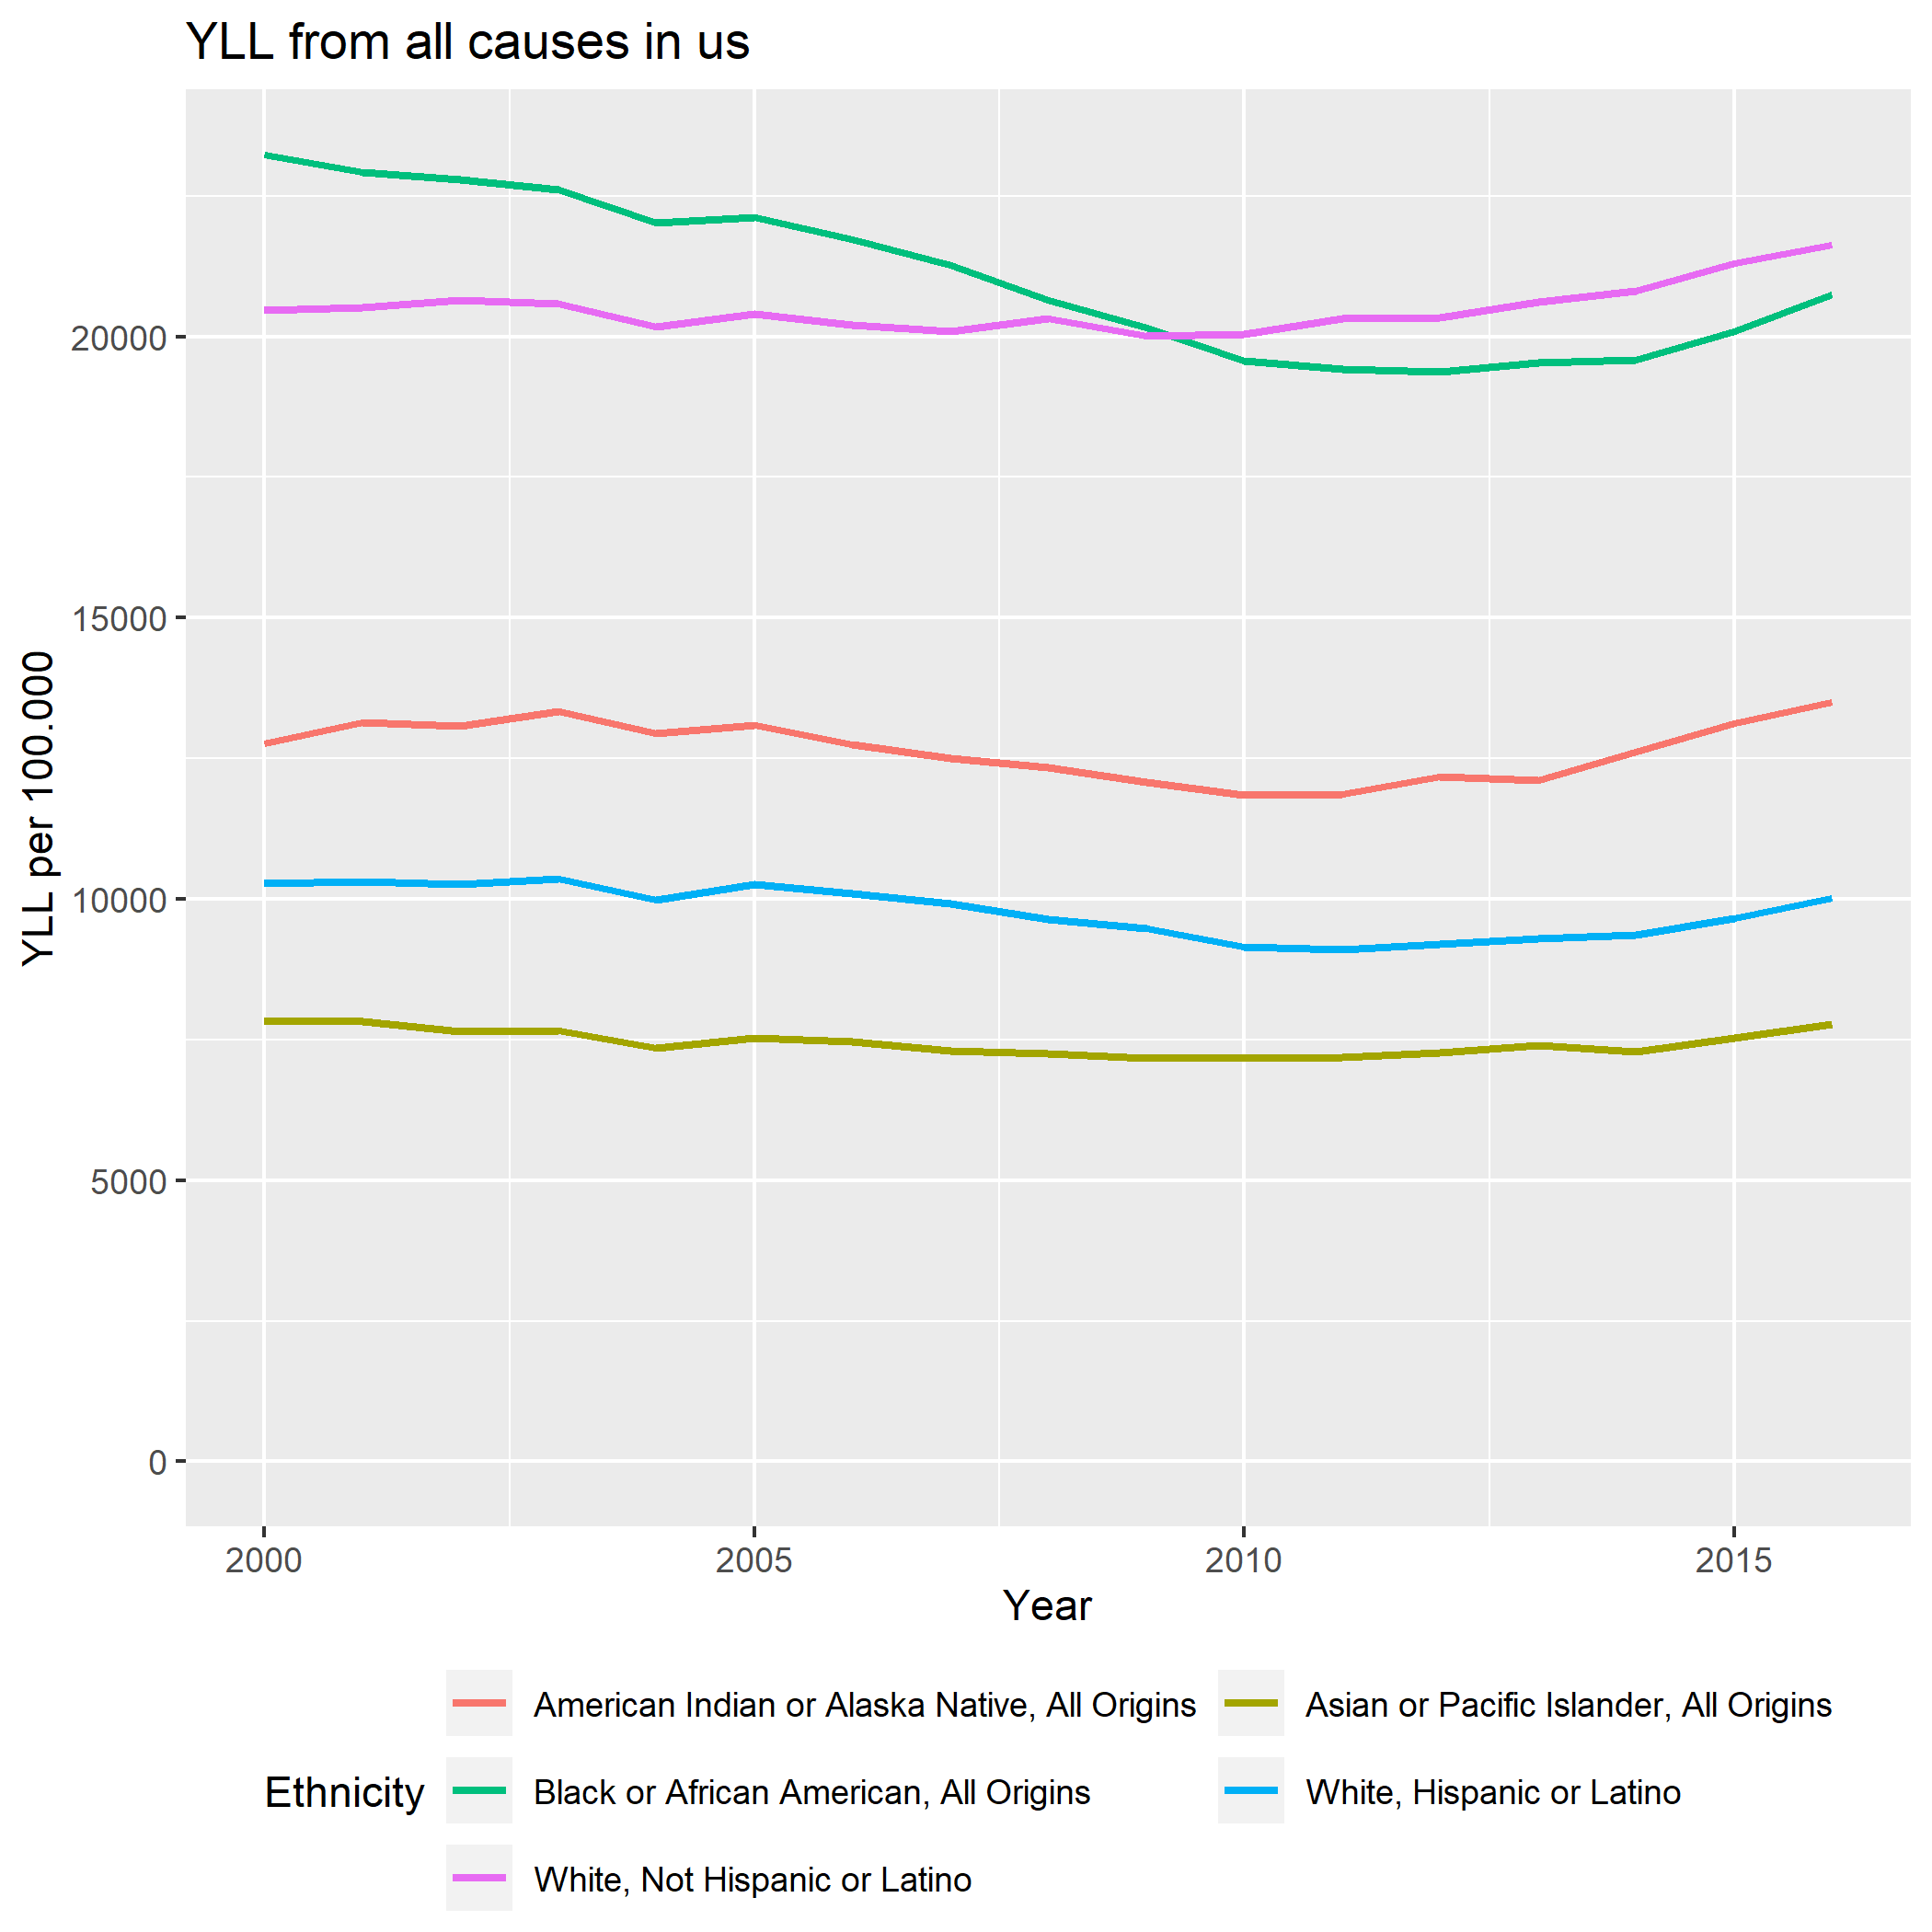 YLL from all causes in us
YLL per 100.000
20000
15000
10000
5000
0
2000 2005 2010 2015
Year
Ethnicity
American Indian or Alaska Native, All Origins
Asian or Pacific Islander, All Origins
Black or African American, All Origins
White, Hispanic or Latino
White, Not Hispanic or Latino